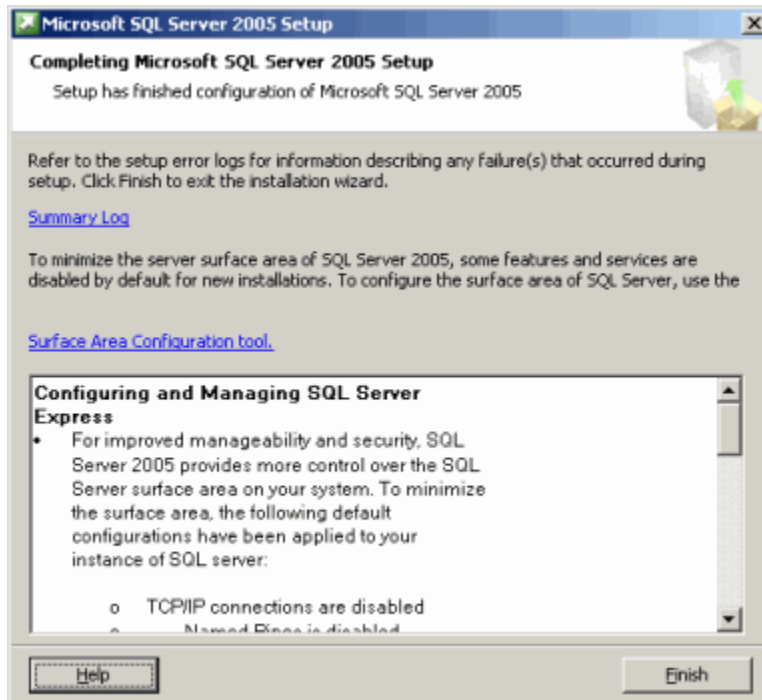 Microsoft SQL Server 2005 Setup
Completing Microsoft SQL Server 2005 Setup
Setup has finished configuration of Microsoft SQL Server 2005
Refer to the setup error logs for information describing any failure(s) that occurred during
setup. Click Finish to exit the installation wizard.
Summary Log
To minimize the server surface area of SQL Server 2005, some features and services are
disabled by default for new installations. To configure the surface area of SQL Server, use the
Surface Area Configuration tool.
Configuring and Managing SQL Server
Express
• For improved manageability and security, SQL
Server 2005 provides more control over the SQL
Server surface area on your system. To minimize
the surface area, the following default
configurations have been applied to your
instance of SQL server:
o TCP/IP connections are disabled
o Named Pipes is disabled
Help
Finish